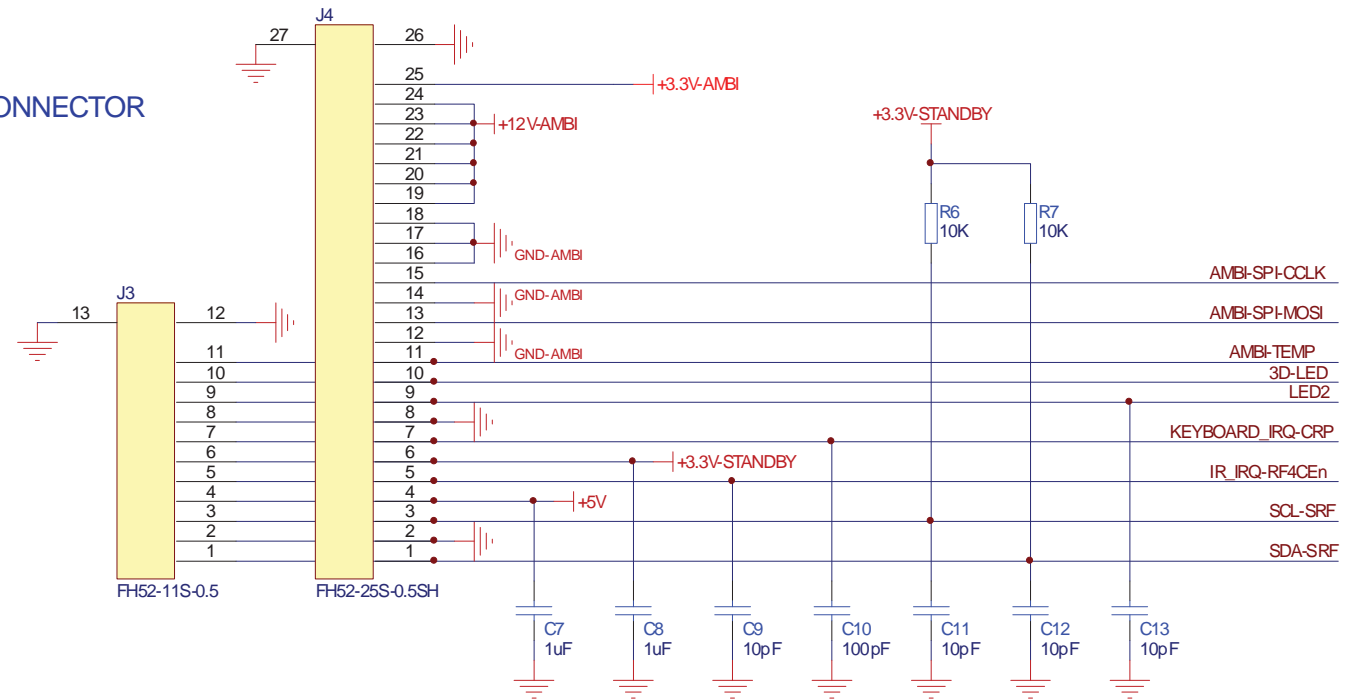 J4
27 26
25 +3.3V-AMBI
24
ONNECTOR
23 +12V-AMBI
+3.3V-STANDBY
22
21
20
19
R6
10K
R7
10K
18
17
GND-AMBI
16
15 AMBI-SPI-CCLK
J3
14 GND-AMBI
13 12
13 AMBI-SPI-MOSI
12
GND-AMBI
11 11 AMBI-TEMP
10 10 3D-LED
9 9 LED2
8 8
7 7 KEYBOARD_IRQ-CRP
6 6 +3.3V-STANDBY
5 5 IR_IRQ-RF4CEn
4 4 +5V
3 3 SCL-SRF
2 2
1 1 SDA-SRF
FH52-11S-0.5
FH52-25S-0.5SH
C7
1uF
C8
1uF
C9
10pF
C10
100pF
C11
10pF
C12
10pF
C13
10pF